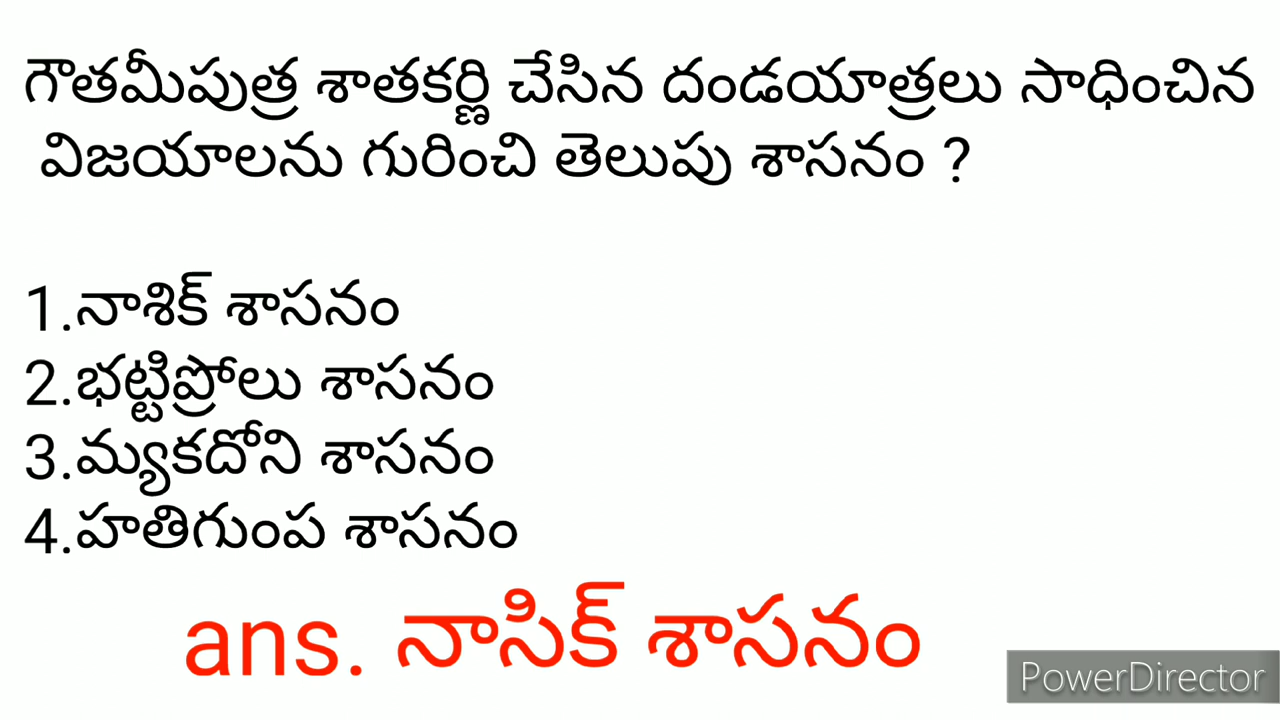 గౌతమీపుత్ర శాతకర్ణి చేసిన దండయాత్రలు సాధించిన
విజయాలను గురించి తెలుపు శాసనం ?
1.నాశిక్ శాసనం
2.భట్టిప్రోలు శాసనం
3.మ్యకదోని శాసనం
4.హతిగుంప శాసనం
ans. నాసిక్ శాసనం
PowerDirector